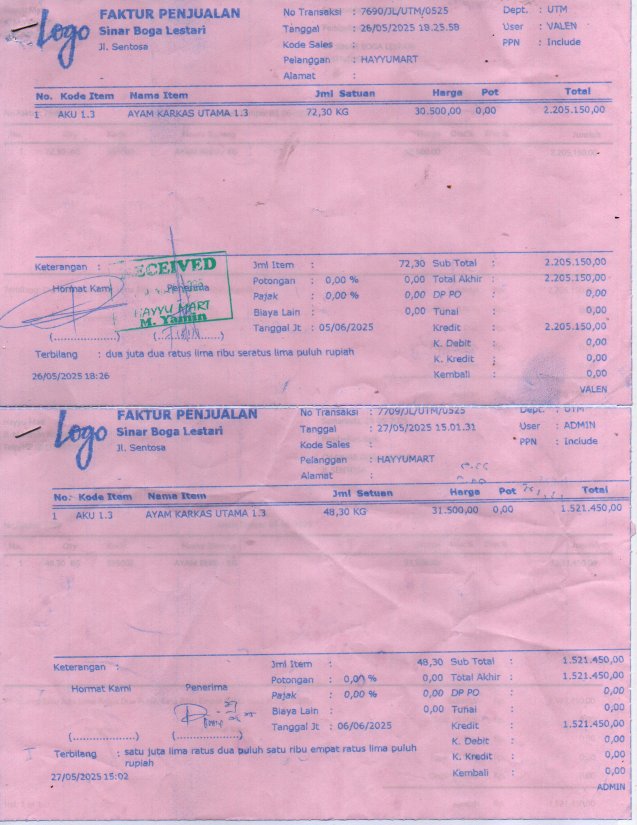 Logo
FAKTUR PENJUALAN
Sinar Boga Lestari
Jl. Sentosa
-
No Transaksi : 7690/JL/UTM/0525
Tanggal : 26/05/2025 18.25.58
Kode Sales :
Pelanggan : HAYYUMART
Alamat :
Dept. : UTM
User : VALEN
PPN : Include
No. Kode Item Nama Item Jml Satuan Harga Pot Total
1 AKU 1.3 AYAM KARKAS UTAMA 1.3 72,30 KG 30.500,00 0,00 2.205.150,00
Keterangan :
Hormat Kami Penerima
(....................) (....................)
RECEIVED
HAYYU MART
M. Yamin
Jml Item : 72,30 Sub Total : 2.205.150,00
Potongan : 0,00 % 0,00 Total Akhir : 2.205.150,00
Pajak : 0,00 % 0,00 DP PO : 0,00
Biaya Lain : 0,00 Tunai : 0,00
Tanggal Jt : 05/06/2025 Kredit : 2.205.150,00
K. Debit : 0,00
K. Kredit : 0,00
Kembali : 0,00
Terbilang : dua juta dua ratus lima ribu seratus lima puluh rupiah
26/05/2025 18:26
VALEN
Logo
FAKTUR PENJUALAN
Sinar Boga Lestari
Jl. Sentosa
-
No Transaksi : 7709/JL/UTM/0525
Tanggal : 27/05/2025 15.01.31
Kode Sales :
Pelanggan : HAYYUMART
Alamat :
Dept. : UTM
User : ADMIN
PPN : Include
No. Kode Item Nama Item Jml Satuan Harga Pot Total
1 AKU 1.3 AYAM KARKAS UTAMA 1.3 48,30 KG 31.500,00 0,00 1.521.450,00
Keterangan :
Hormat Kami Penerima
(....................) (....................)
Jml Item : 48,30 Sub Total : 1.521.450,00
Potongan : 0,00 % 0,00 Total Akhir : 1.521.450,00
Pajak : 0,00 % 0,00 DP PO : 0,00
Biaya Lain : 0,00 Tunai : 0,00
Tanggal Jt : 06/06/2025 Kredit : 1.521.450,00
K. Debit : 0,00
K. Kredit : 0,00
Kembali : 0,00
Terbilang : satu juta lima ratus dua puluh satu ribu empat ratus lima puluh
rupiah
27/05/2025 15:02
ADMIN